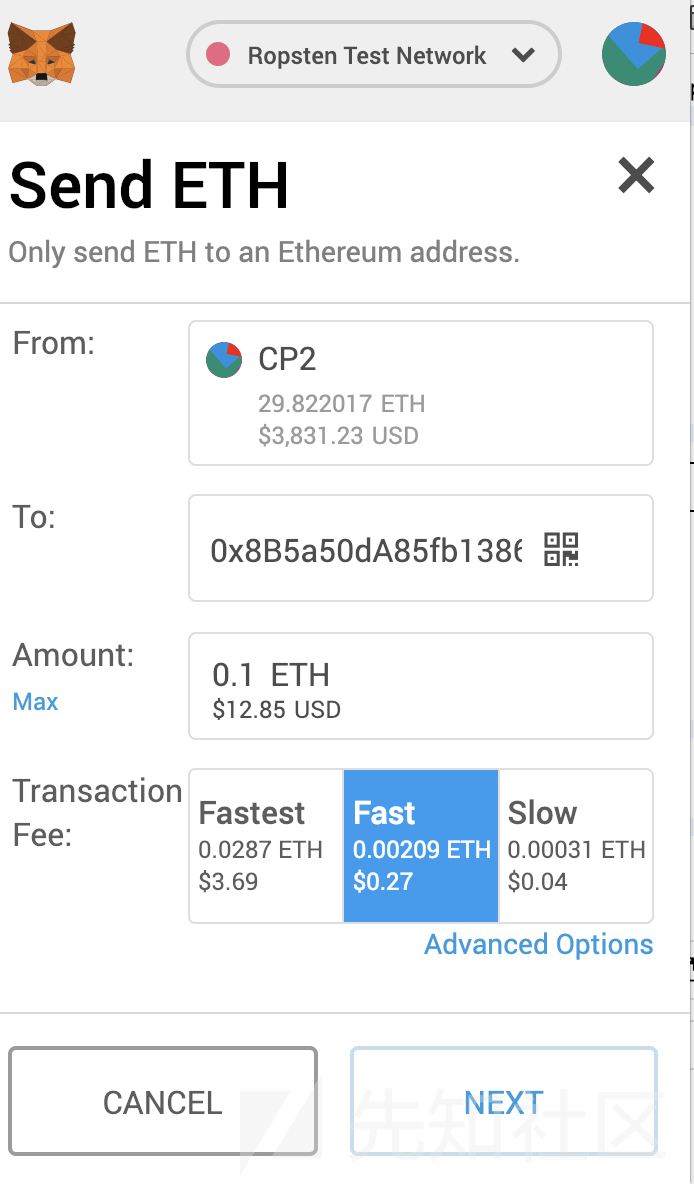 Ropsten Test Network
Send ETH
Only send ETH to an Ethereum address.
From:
CP2
29.822017 ETH
$3,831.23 USD
To:
0x8B5a50dA85fb1386
Amount:
Max
0.1 ETH
$12.85 USD
Transaction
Fee:
Fastest
0.0287 ETH
$3.69
Fast
0.00209 ETH
$0.27
Slow
0.00031 ETH
$0.04
Advanced Options
CANCEL
NEXT
先知社区